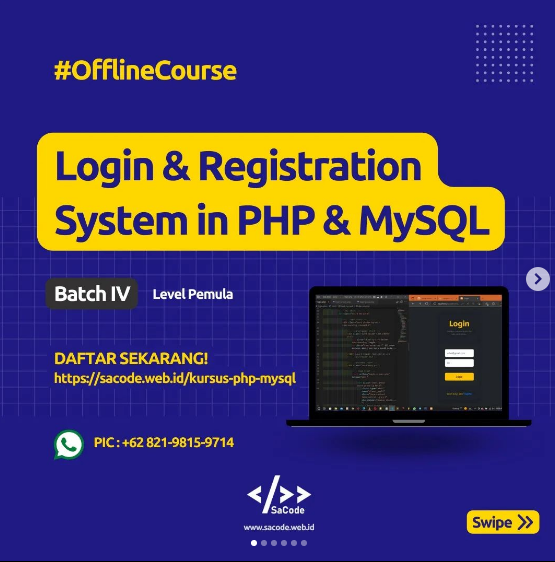 #OfflineCourse
Login & Registration
System in PHP & MySQL
Batch IV
Level Pemula
Login
DAFTAR SEKARANG!
https://sacode.web.id/kursus-php-mysql
PIC : +62 821-9815-9714
</>>
SaCode
www.sacode.web.id
Swipe >>